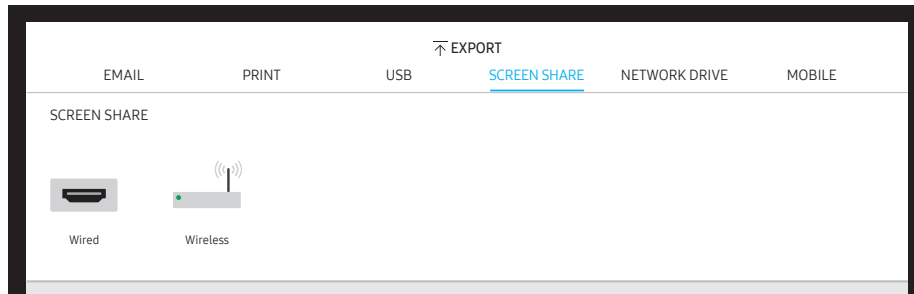 EXPORT
EMAIL PRINT USB SCREEN SHARE NETWORK DRIVE MOBILE
SCREEN SHARE
Wired Wireless